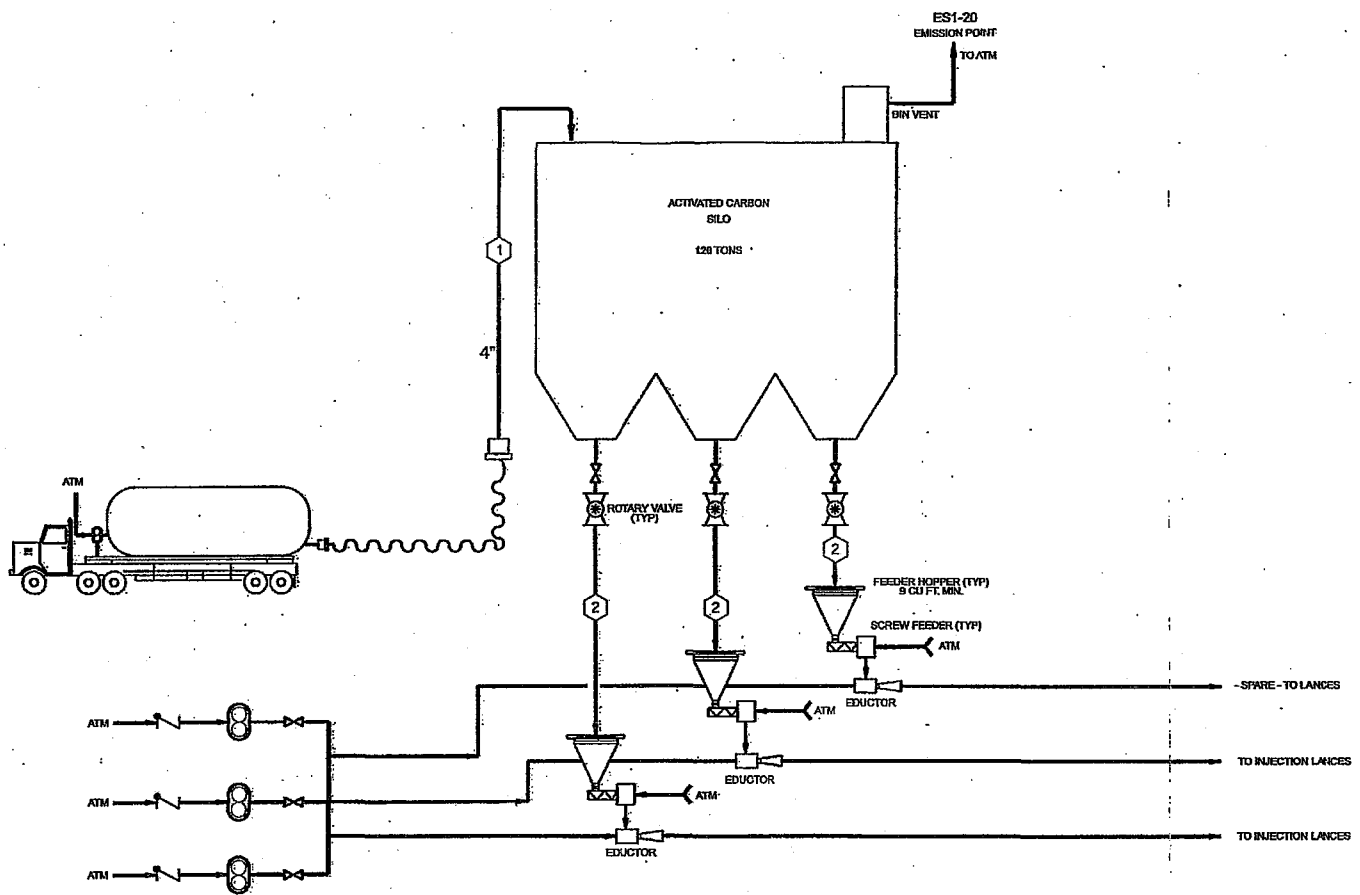 ES1-20
EMISSION POINT
TO ATM
BIN VENT
ACTIVATED CARBON
SILO
120 TONS
1
4"
ATM
ROTARY VALVE
(TYP)
2
2
2
FEEDER HOPPER (TYP)
9 CU FT. MIN.
SCREW FEEDER (TYP)
ATM
- SPARE - TO LANCES
EDUCTOR
ATM
ATM
TO INJECTION LANCES
EDUCTOR
ATM
ATM
TO INJECTION LANCES
EDUCTOR
ATM